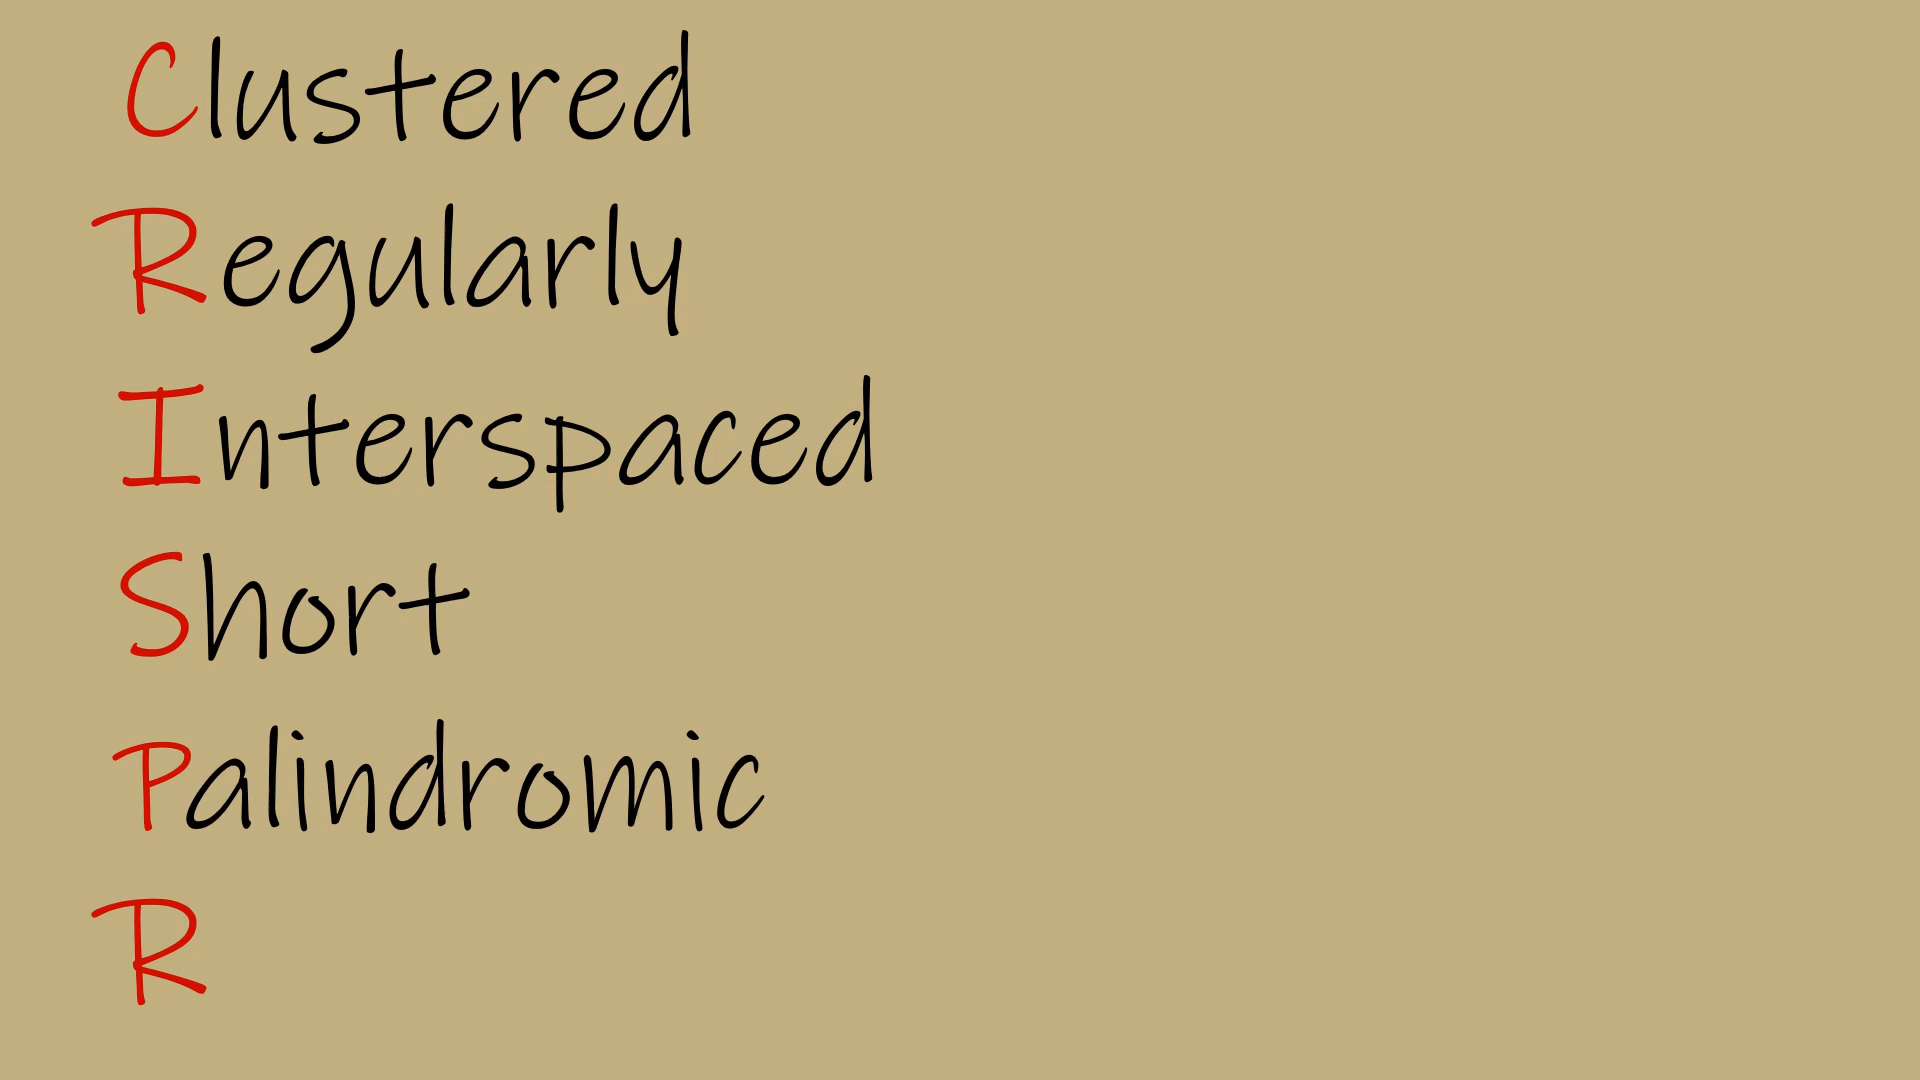 Clustered
Regularly
Interspaced
Short
Palindromic
R